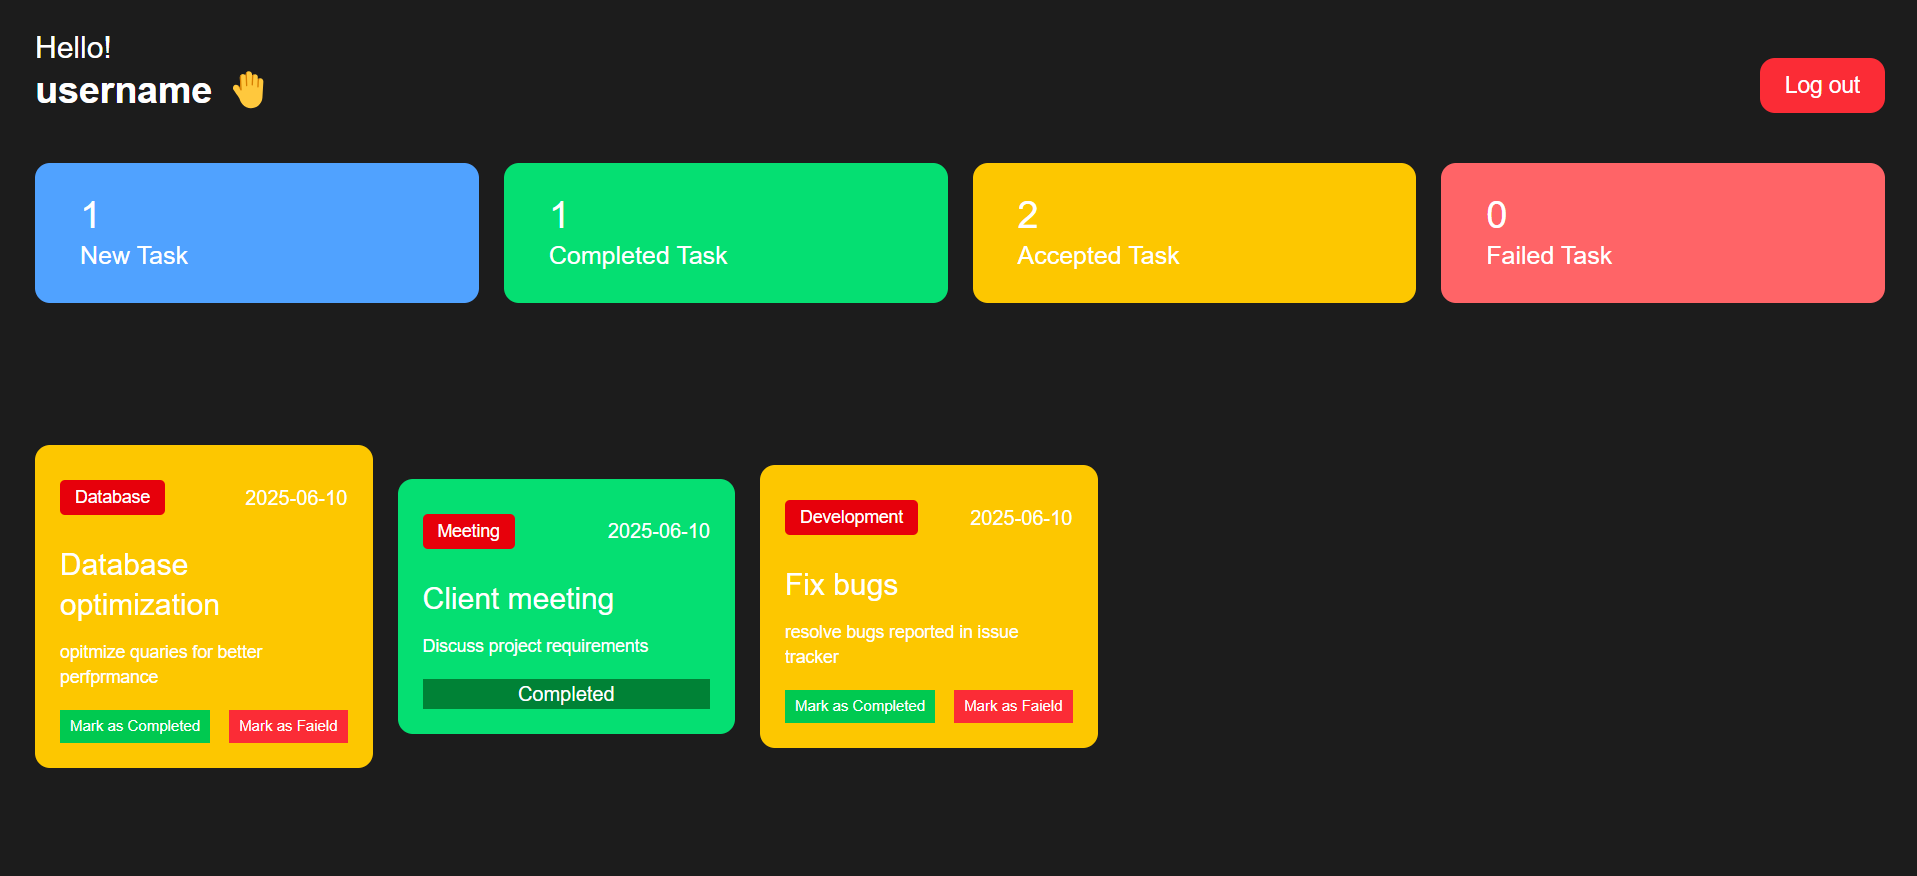 Hello!
username 🤚
Log out
1
New Task
1
Completed Task
2
Accepted Task
0
Failed Task
Database
2025-06-10
Database
optimization
opitmize quaries for better
perfprmance
Mark as Completed
Mark as Faield
Meeting
2025-06-10
Client meeting
Discuss project requirements
Completed
Development
2025-06-10
Fix bugs
resolve bugs reported in issue
tracker
Mark as Completed
Mark as Faield